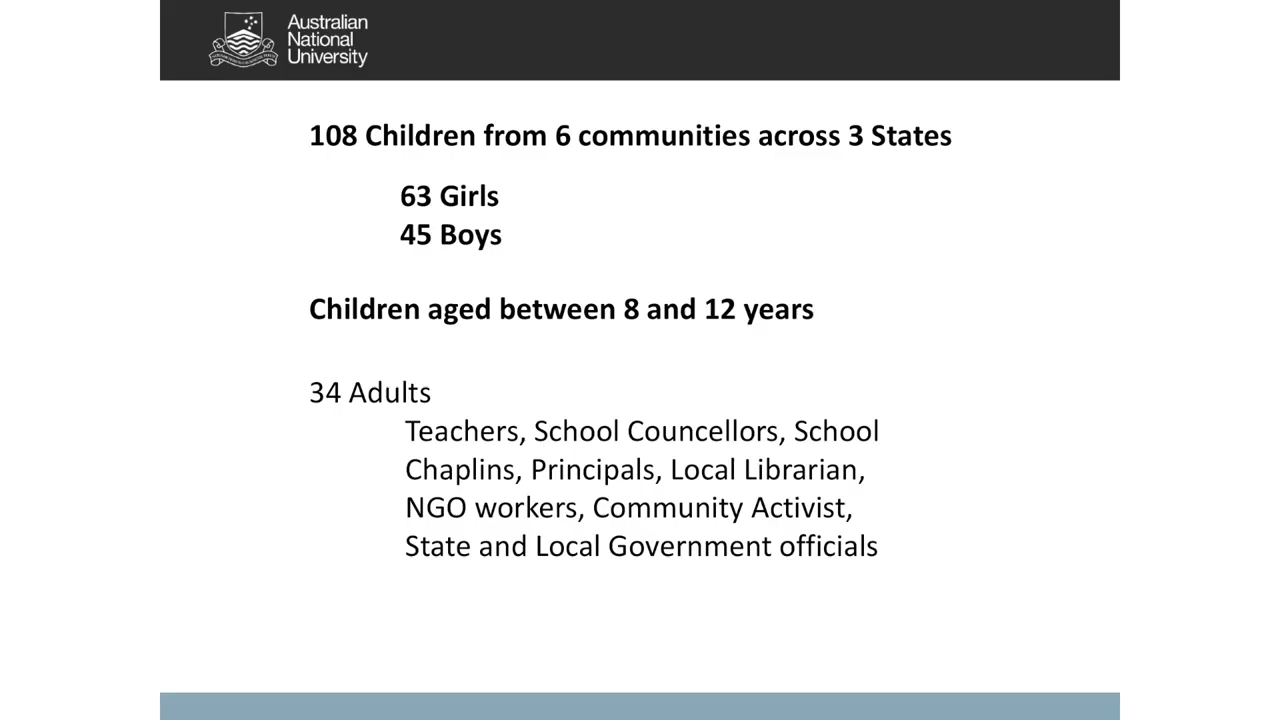 Australian
National
University
108 Children from 6 communities across 3 States
63 Girls
45 Boys
Children aged between 8 and 12 years
34 Adults
Teachers, School Councellors, School
Chaplins, Principals, Local Librarian,
NGO workers, Community Activist,
State and Local Government officials